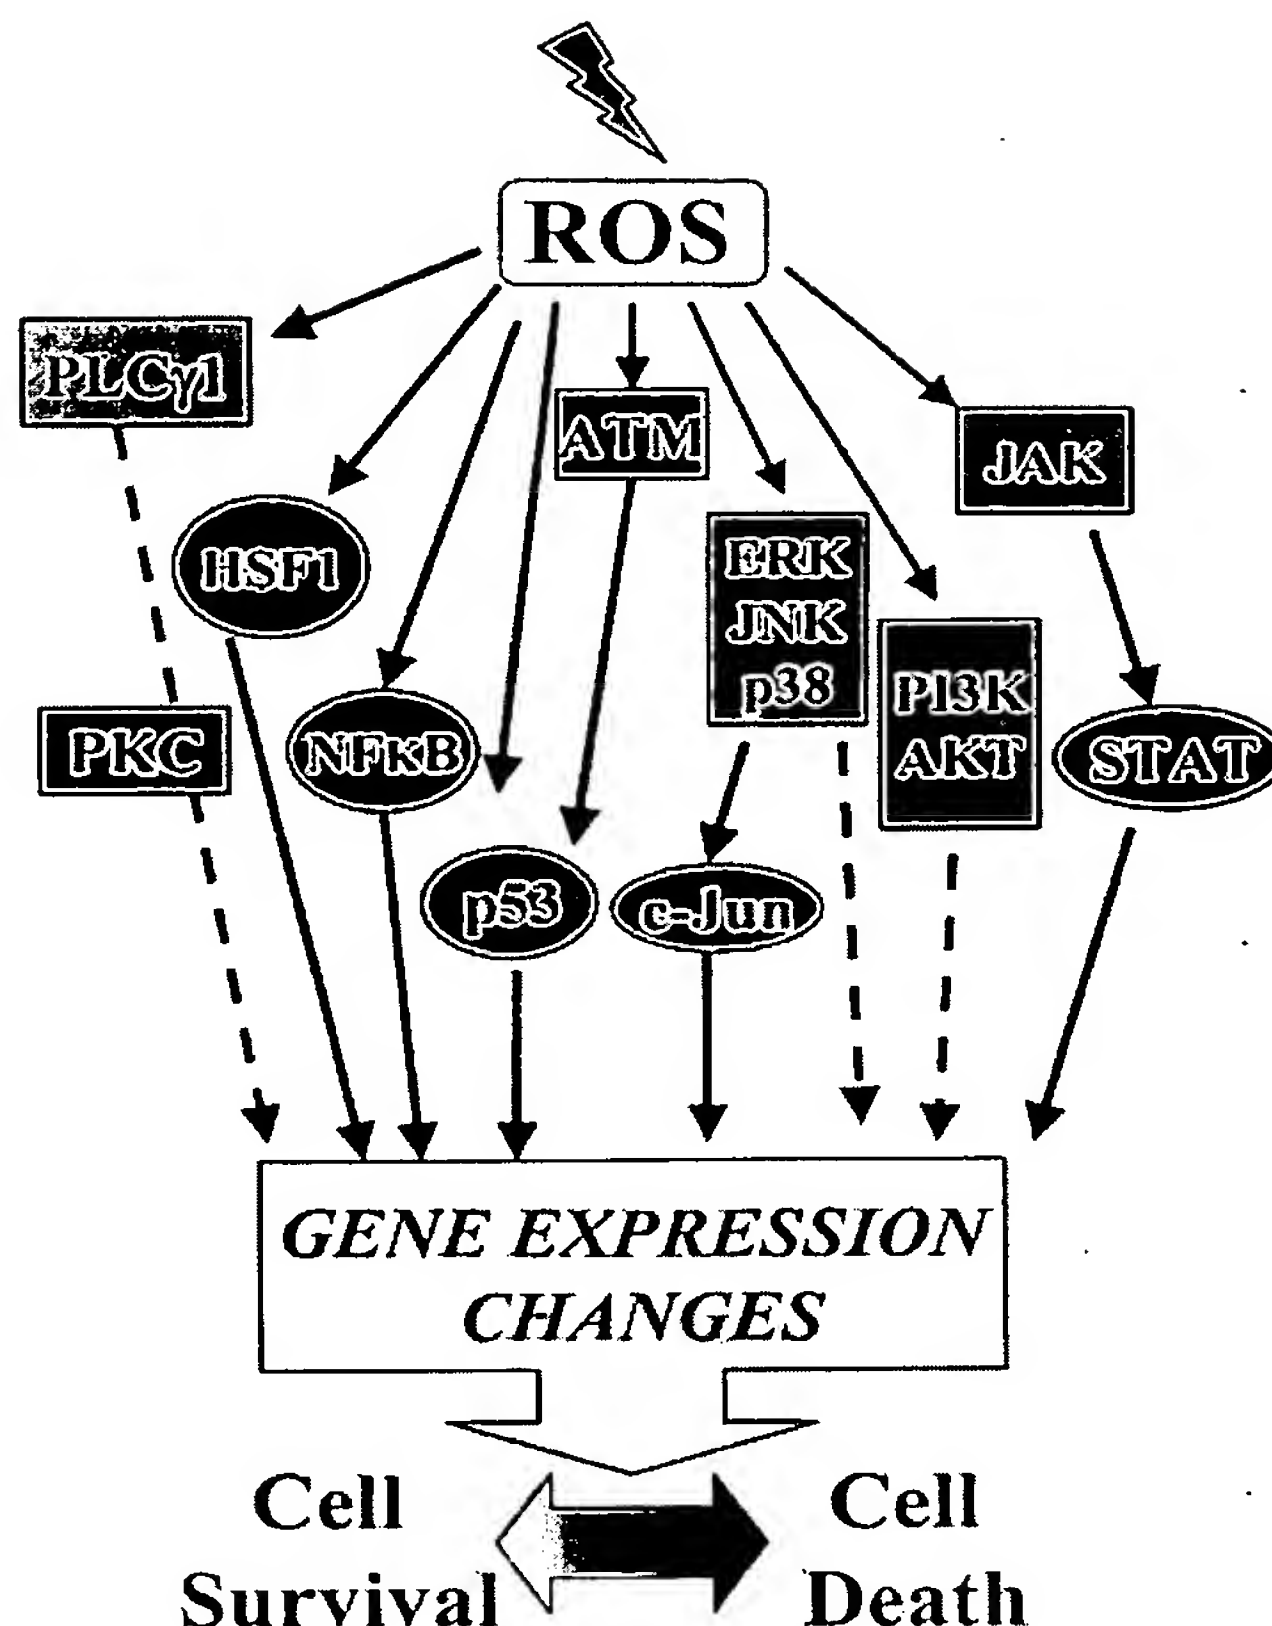 ROS
PLCγ1
ATM
JAK
HSF1
ERK
JNK
p38
PI3K
AKT
PKC
NFκB
STAT
p53
c-Jun
GENE EXPRESSION
CHANGES
Cell
Survival
Cell
Death